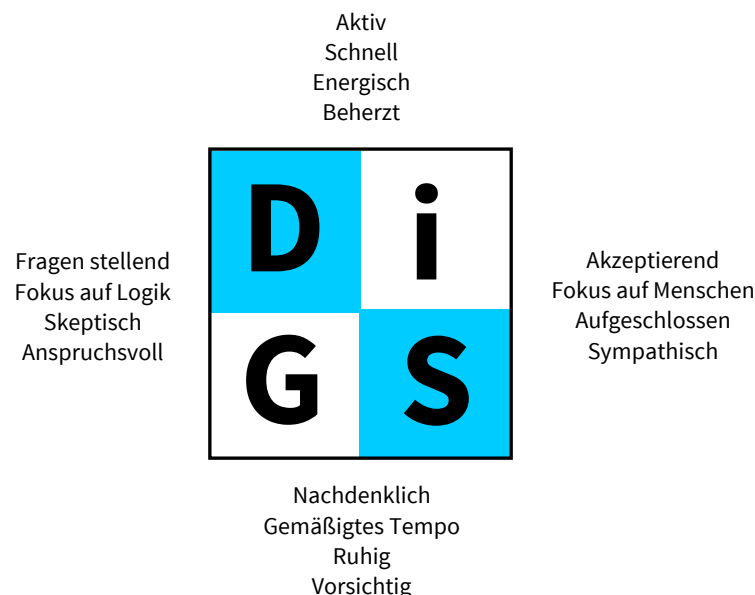 Aktiv
Schnell
Energisch
Beherzt
D i
G S
Fragen stellend
Fokus auf Logik
Skeptisch
Anspruchsvoll
Akzeptierend
Fokus auf Menschen
Aufgeschlossen
Sympathisch
Nachdenklich
Gemäßigtes Tempo
Ruhig
Vorsichtig